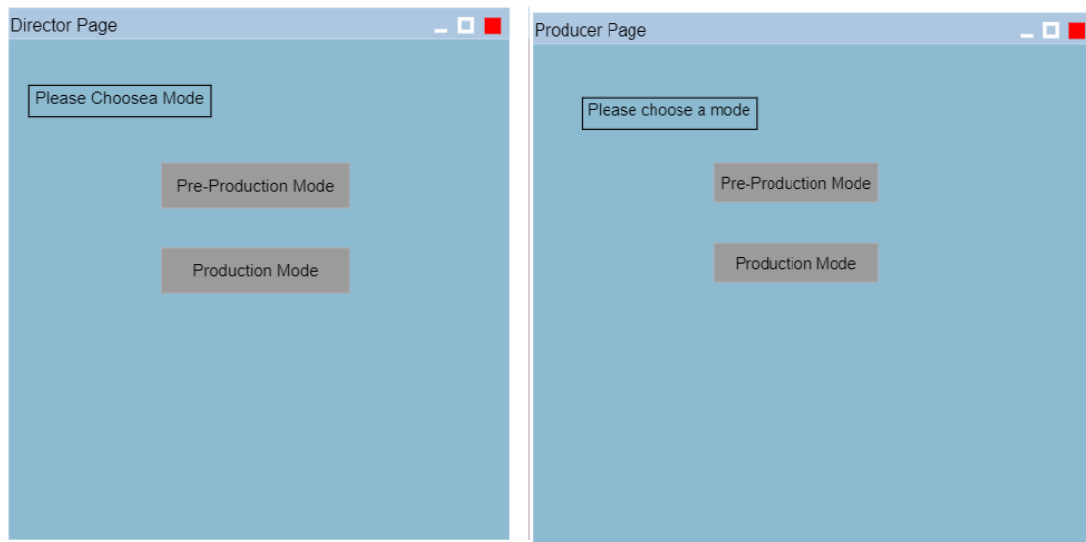 Director Page
Please Choosea Mode
Pre-Production Mode
Production Mode
Producer Page
Please choose a mode
Pre-Production Mode
Production Mode